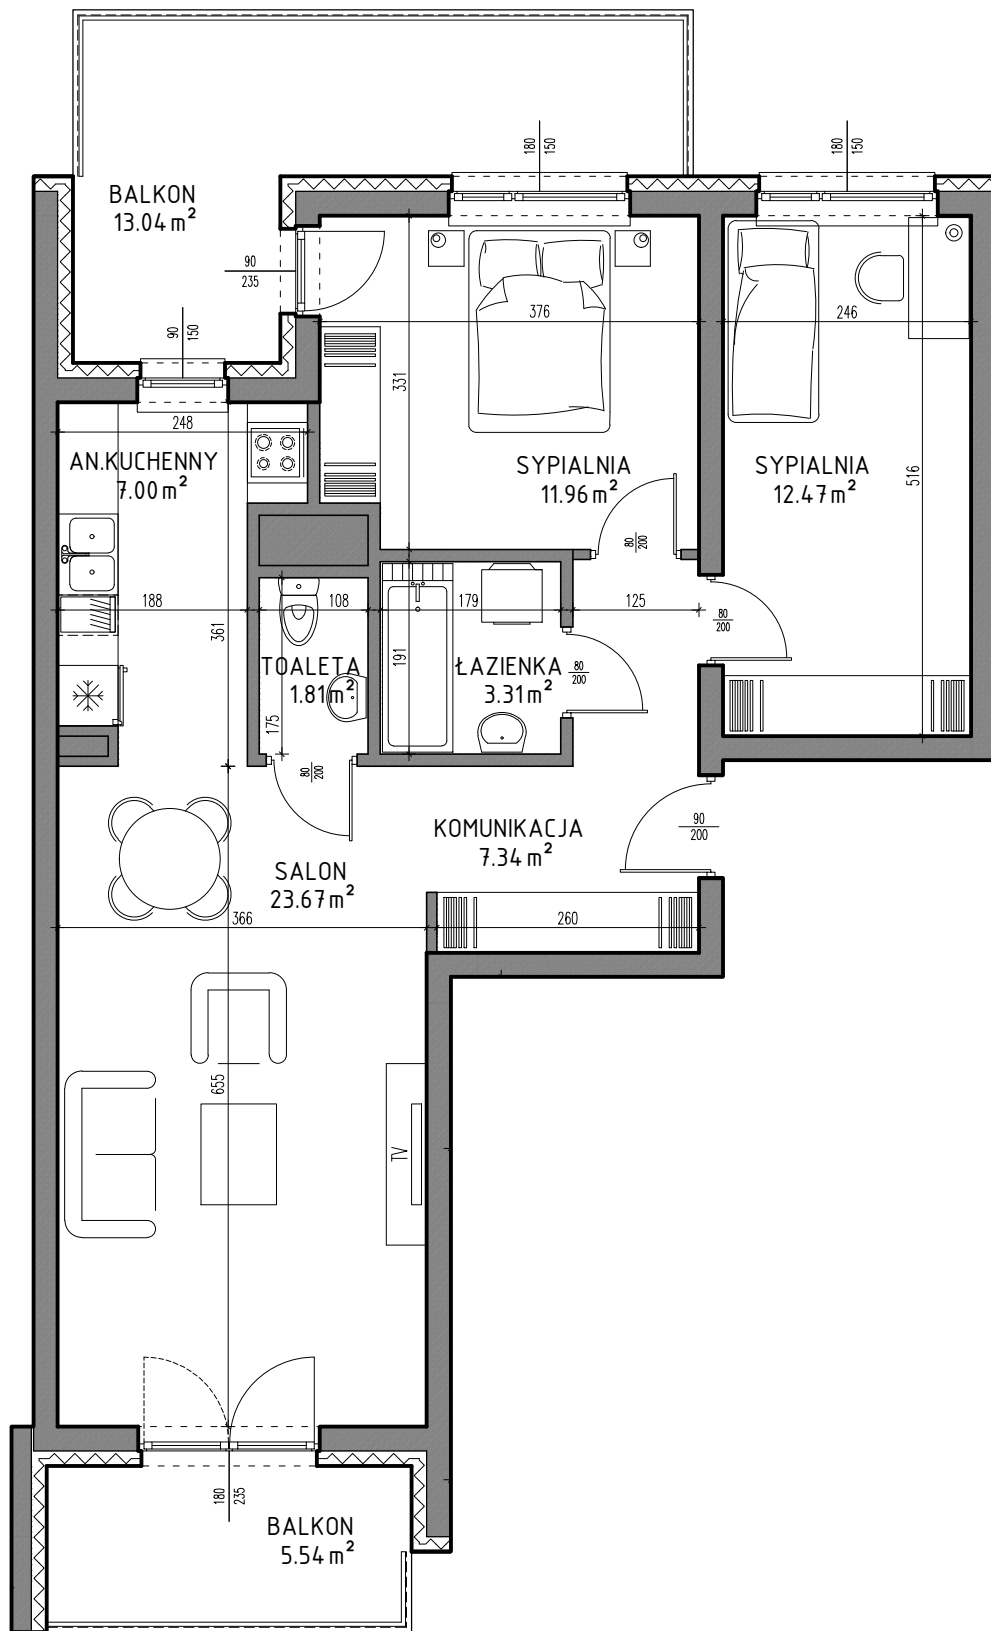 180
150
180
150
BALKON
13.04 m²
90
235
90
150
376
246
331
248
AN.KUCHENNY
7.00 m²
SYPIALNIA
11.96 m²
SYPIALNIA
12.47 m²
516
80
200
188
361
108
179
125
80
200
191
TOALETA
1.81 m²
ŁAZIENKA
3.31 m²
80
200
175
80
200
KOMUNIKACJA
7.34 m²
90
200
SALON
23.67 m²
366
260
655
TV
180
235
BALKON
5.54 m²